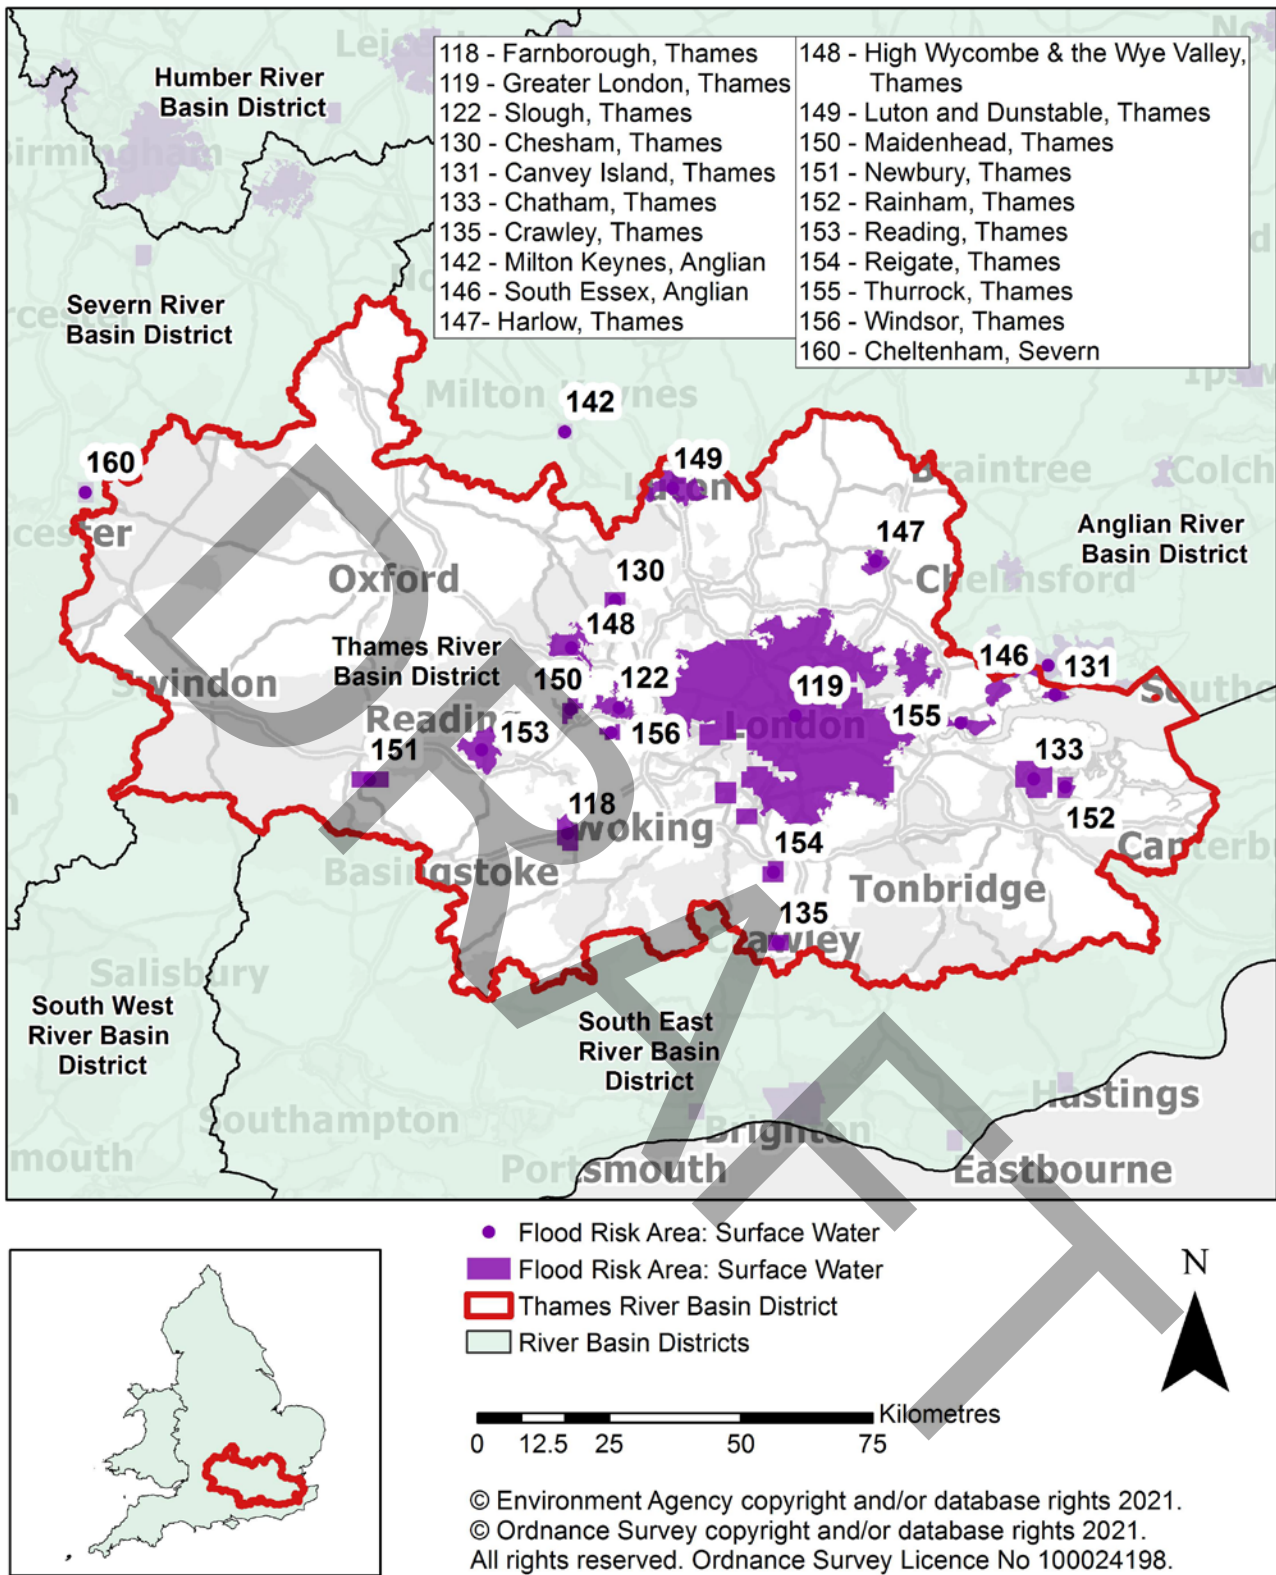 118 - Farnborough, Thames
119 - Greater London, Thames
122 - Slough, Thames
130 - Chesham, Thames
131 - Canvey Island, Thames
133 - Chatham, Thames
135 - Crawley, Thames
142 - Milton Keynes, Anglian
146 - South Essex, Anglian
147- Harlow, Thames
148 - High Wycombe & the Wye Valley,
Thames
149 - Luton and Dunstable, Thames
150 - Maidenhead, Thames
151 - Newbury, Thames
152 - Rainham, Thames
153 - Reading, Thames
154 - Reigate, Thames
155 - Thurrock, Thames
156 - Windsor, Thames
160 - Cheltenham, Severn
Humber River
Basin District
Birmingham
Severn River
Basin District
Milton Keynes
142
160
149
Luton
Braintree
Colch
Anglian River
Basin District
147
Chelmsford
Oxford
130
148
Thames River
Basin District
146
131
Swindon
150
122
119
Southe
Reading
153
156
London
155
151
133
118
Woking
152
154
Canterbu
Basingstoke
Tonbridge
135
Crawley
Salisbury
South West
River Basin
District
South East
River Basin
District
Hastings
Southampton
Brighton
mouth
Portsmouth
Eastbourne
DRAFT
Flood Risk Area: Surface Water
Flood Risk Area: Surface Water
Thames River Basin District
River Basin Districts
N
Kilometres
0 12.5 25 50 75
© Environment Agency copyright and/or database rights 2021.
© Ordnance Survey copyright and/or database rights 2021.
All rights reserved. Ordnance Survey Licence No 100024198.